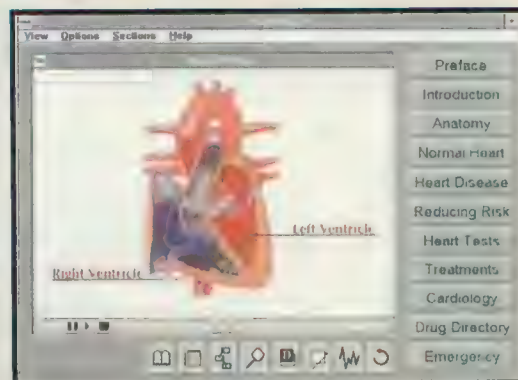 View Options Sections Help
Preface
Introduction
Anatomy
Normal Heart
Heart Disease
Reducing Risk
Heart Tests
Treatments
Cardiology
Drug Directory
Emergency
Left Ventricle
Right Ventricle